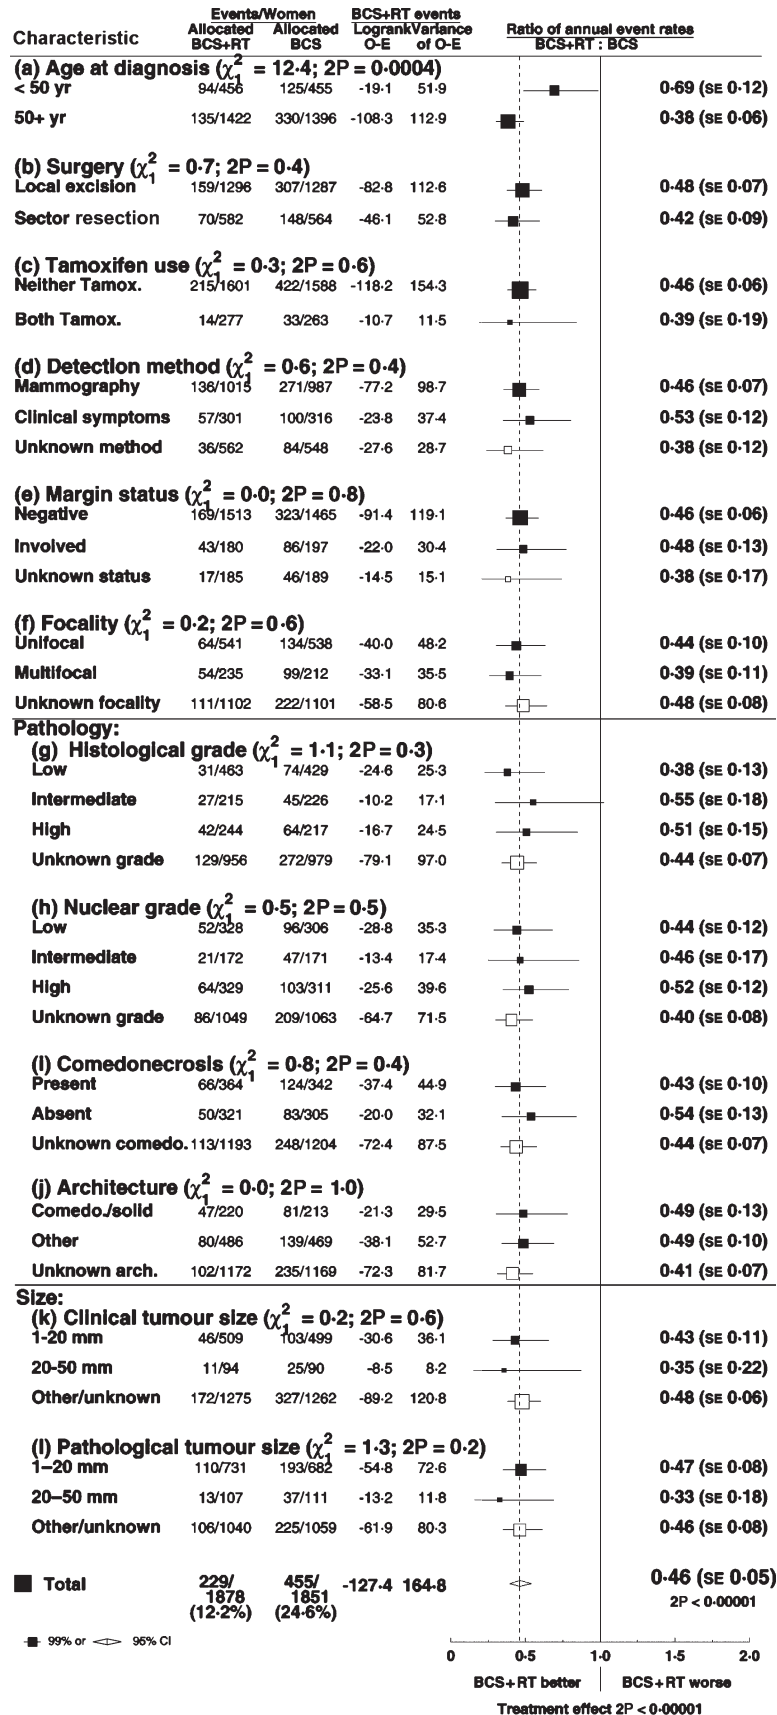 Events/Women BCS+RT events
Allocated Allocated Logrank Variance Ratio of annual event rates
Characteristic BCS+RT BCS O-E of O-E BCS+RT : BCS
(a) Age at diagnosis (χ²₁ = 12·4; 2P = 0·0004)
< 50 yr 94/456 125/455 -19·1 51·9 0·69 (SE 0·12)
50+ yr 135/1422 330/1396 -108·3 112·9 0·38 (SE 0·06)
(b) Surgery (χ²₁ = 0·7; 2P = 0·4)
Local excision 159/1296 307/1287 -82·8 112·6 0·48 (SE 0·07)
Sector resection 70/582 148/564 -46·1 52·8 0·42 (SE 0·09)
(c) Tamoxifen use (χ²₁ = 0·3; 2P = 0·6)
Neither Tamox. 215/1601 422/1588 -118·2 154·3 0·46 (SE 0·06)
Both Tamox. 14/277 33/263 -10·7 11·5 0·39 (SE 0·19)
(d) Detection method (χ²₁ = 0·6; 2P = 0·4)
Mammography 136/1015 271/987 -77·2 98·7 0·46 (SE 0·07)
Clinical symptoms 57/301 100/316 -23·8 37·4 0·53 (SE 0·12)
Unknown method 36/562 84/548 -27·6 28·7 0·38 (SE 0·12)
(e) Margin status (χ²₁ = 0·0; 2P = 0·8)
Negative 169/1513 323/1465 -91·4 119·1 0·46 (SE 0·06)
Involved 43/180 86/197 -22·0 30·4 0·48 (SE 0·13)
Unknown status 17/185 46/189 -14·5 15·1 0·38 (SE 0·17)
(f) Focality (χ²₁ = 0·2; 2P = 0·6)
Unifocal 64/541 134/538 -40·0 48·2 0·44 (SE 0·10)
Multifocal 54/235 99/212 -33·1 35·5 0·39 (SE 0·11)
Unknown focality 111/1102 222/1101 -58·5 80·6 0·48 (SE 0·08)
Pathology:
(g) Histological grade (χ²₁ = 1·1; 2P = 0·3)
Low 31/463 74/429 -24·6 25·3 0·38 (SE 0·13)
Intermediate 27/215 45/226 -10·2 17·1 0·55 (SE 0·18)
High 42/244 64/217 -16·7 24·5 0·51 (SE 0·15)
Unknown grade 129/956 272/979 -79·1 97·0 0·44 (SE 0·07)
(h) Nuclear grade (χ²₁ = 0·5; 2P = 0·5)
Low 52/328 96/306 -28·8 35·3 0·44 (SE 0·12)
Intermediate 21/172 47/171 -13·4 17·4 0·46 (SE 0·17)
High 64/329 103/311 -25·6 39·6 0·52 (SE 0·12)
Unknown grade 86/1049 209/1063 -64·7 71·5 0·40 (SE 0·08)
(i) Comedonecrosis (χ²₁ = 0·8; 2P = 0·4)
Present 66/364 124/342 -37·4 44·9 0·43 (SE 0·10)
Absent 50/321 83/305 -20·0 32·1 0·54 (SE 0·13)
Unknown comedo. 113/1193 248/1204 -72·4 87·5 0·44 (SE 0·07)
(j) Architecture (χ²₁ = 0·0; 2P = 1·0)
Comedo./solid 47/220 81/213 -21·3 29·5 0·49 (SE 0·13)
Other 80/486 139/469 -38·1 52·7 0·49 (SE 0·10)
Unknown arch. 102/1172 235/1169 -72·3 81·7 0·41 (SE 0·07)
Size:
(k) Clinical tumour size (χ²₁ = 0·2; 2P = 0·6)
1-20 mm 46/509 103/499 -30·6 36·1 0·43 (SE 0·11)
20-50 mm 11/94 25/90 -8·5 8·2 0·35 (SE 0·22)
Other/unknown 172/1275 327/1262 -89·2 120·8 0·48 (SE 0·06)
(l) Pathological tumour size (χ²₁ = 1·3; 2P = 0·2)
1–20 mm 110/731 193/682 -54·8 72·6 0·47 (SE 0·08)
20–50 mm 13/107 37/111 -13·2 11·8 0·33 (SE 0·18)
Other/unknown 106/1040 225/1059 -61·9 80·3 0·46 (SE 0·08)
Total 229/ 455/ -127·4 164·8 0·46 (SE 0·05)
1878 1851 2P < 0·00001
(12·2%) (24·6%)
99% or 95% CI
0 0·5 1·0 1·5 2·0
BCS+RT better BCS+RT worse
Treatment effect 2P < 0·00001